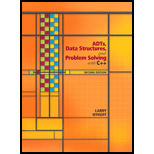 ADTs,
Data Structures,
and
Problem Solving
with C++
SECOND EDITION
LARRY
NYHOFF